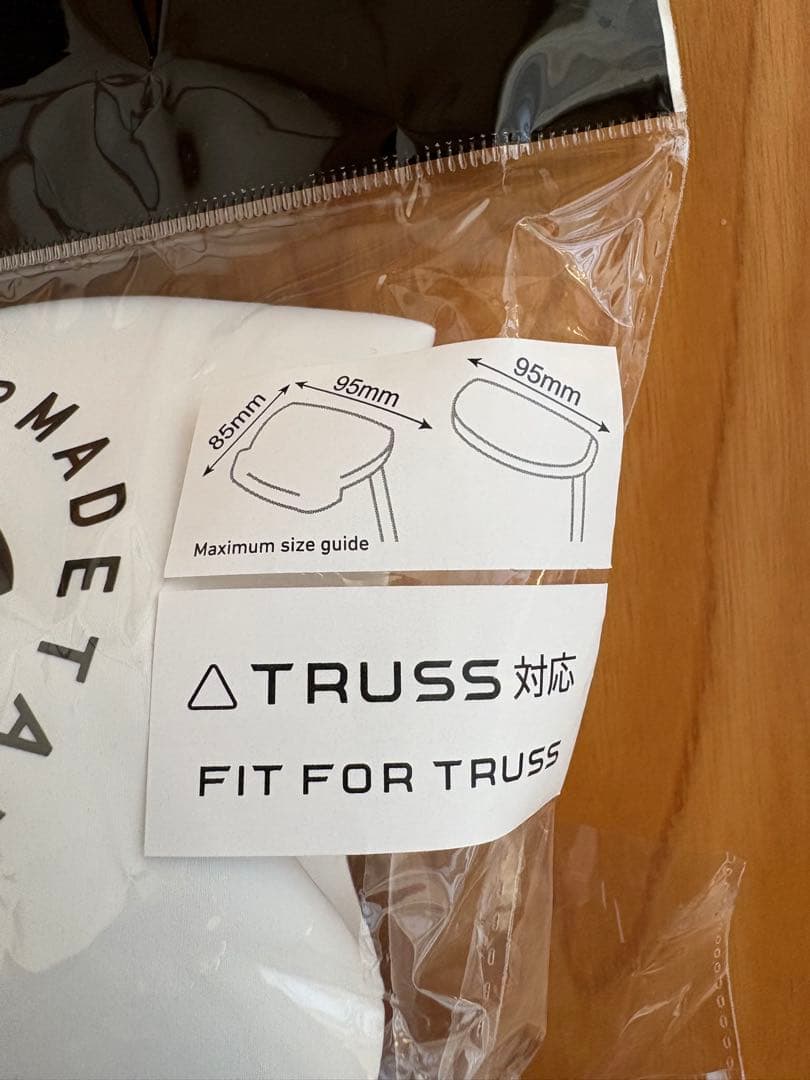 95mm
95mm
85mm
Maximum size guide
TRUSS 対応
FIT FOR TRUSS
MADE